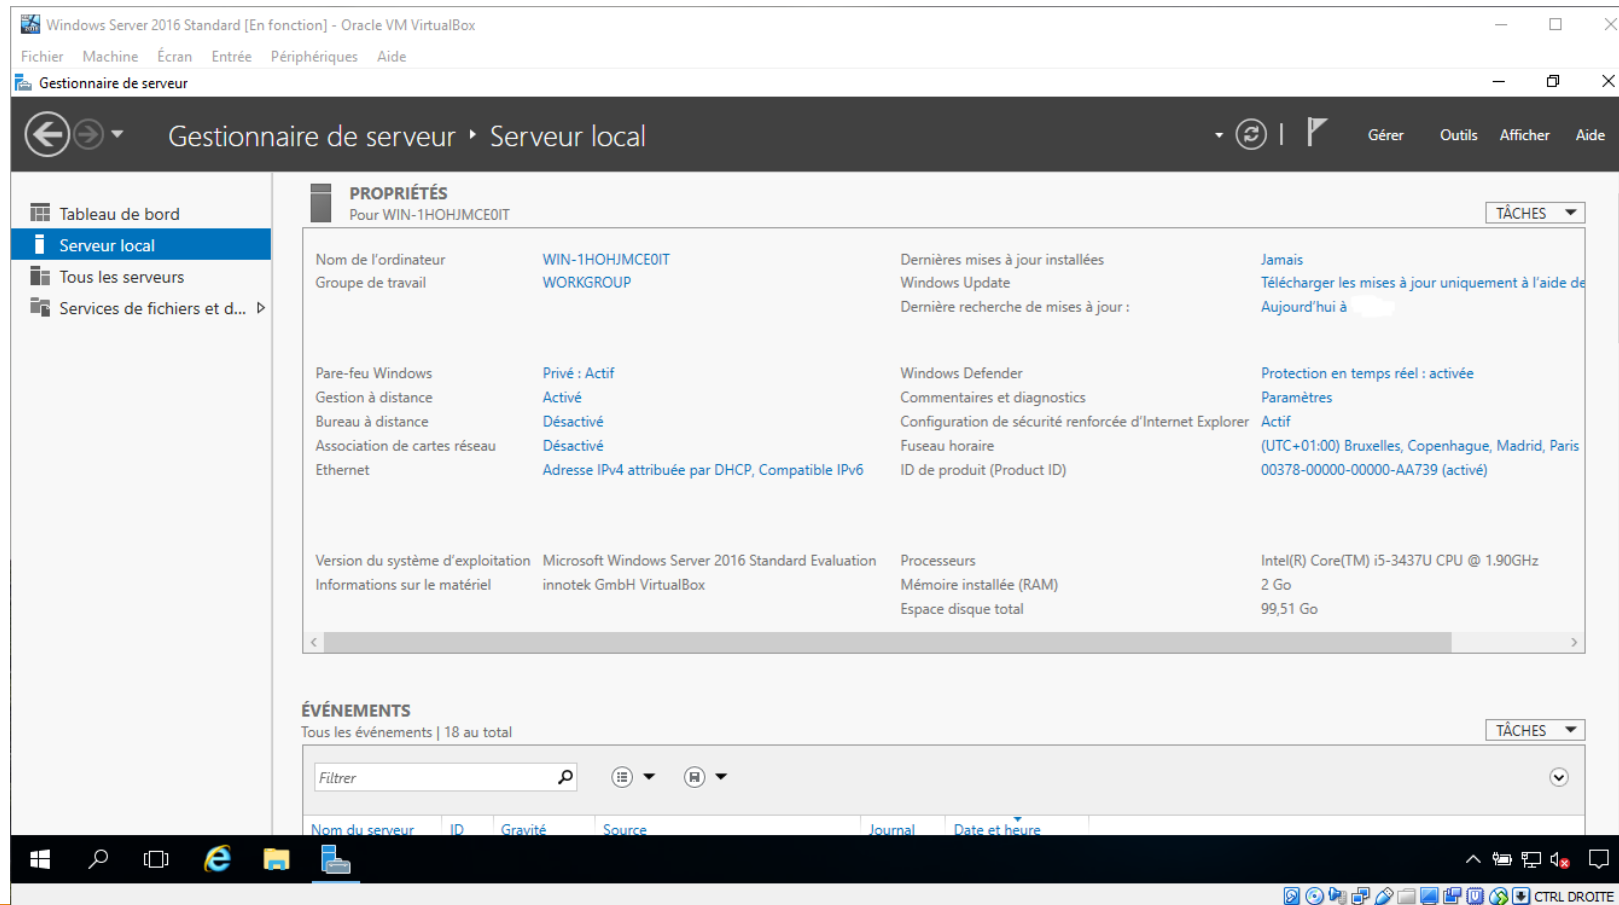 Windows Server 2016 Standard [En fonction] - Oracle VM VirtualBox
Fichier Machine Écran Entrée Périphériques Aide
Gestionnaire de serveur
Gestionnaire de serveur ‣ Serveur local
Gérer Outils Afficher Aide
Tableau de bord
Serveur local
Tous les serveurs
Services de fichiers et d...
PROPRIÉTÉS
Pour WIN-1HOHJMCE0IT
TÂCHES
Nom de l'ordinateur WIN-1HOHJMCE0IT
Groupe de travail WORKGROUP
Dernières mises à jour installées Jamais
Windows Update Télécharger les mises à jour uniquement à l'aide de
Dernière recherche de mises à jour : Aujourd'hui à
Pare-feu Windows Privé : Actif
Gestion à distance Activé
Bureau à distance Désactivé
Association de cartes réseau Désactivé
Ethernet Adresse IPv4 attribuée par DHCP, Compatible IPv6
Windows Defender Protection en temps réel : activée
Commentaires et diagnostics Paramètres
Configuration de sécurité renforcée d'Internet Explorer Actif
Fuseau horaire (UTC+01:00) Bruxelles, Copenhague, Madrid, Paris
ID de produit (Product ID) 00378-00000-00000-AA739 (activé)
Version du système d'exploitation Microsoft Windows Server 2016 Standard Evaluation
Informations sur le matériel innotek GmbH VirtualBox
Processeurs Intel(R) Core(TM) i5-3437U CPU @ 1.90GHz
Mémoire installée (RAM) 2 Go
Espace disque total 99,51 Go
ÉVÉNEMENTS
Tous les événements | 18 au total
TÂCHES
Filtrer
Nom du serveur ID Gravité Source Journal Date et heure
CTRL DROITE